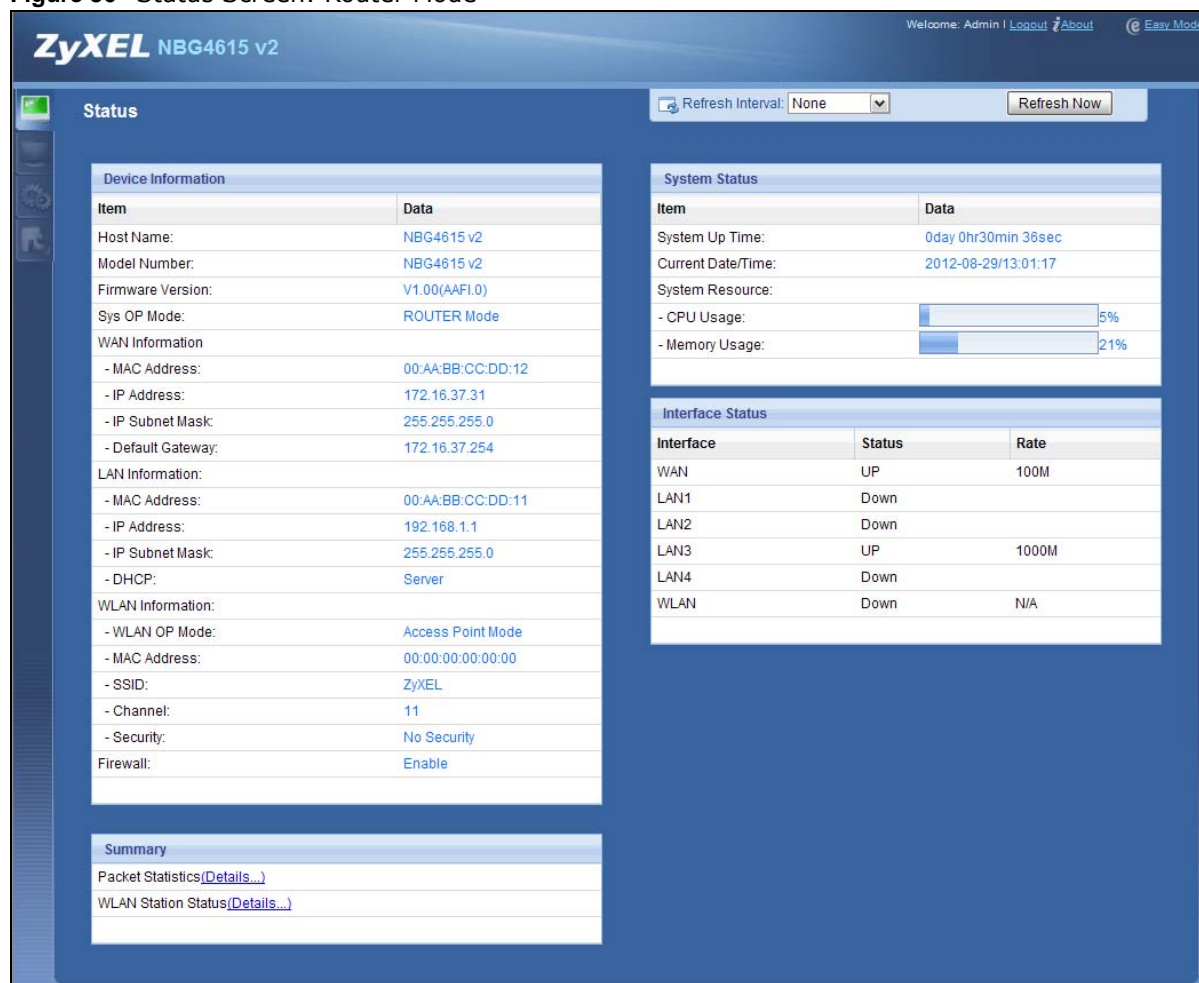 Welcome: Admin | Logout i About e Easy Mode
ZyXEL NBG4615 v2
Status
Refresh Interval: None Refresh Now
Device Information
Item Data
Host Name: NBG4615 v2
Model Number: NBG4615 v2
Firmware Version: V1.00(AAFI.0)
Sys OP Mode: ROUTER Mode
WAN Information
- MAC Address: 00:AA:BB:CC:DD:12
- IP Address: 172.16.37.31
- IP Subnet Mask: 255.255.255.0
- Default Gateway: 172.16.37.254
LAN Information:
- MAC Address: 00:AA:BB:CC:DD:11
- IP Address: 192.168.1.1
- IP Subnet Mask: 255.255.255.0
- DHCP: Server
WLAN Information:
- WLAN OP Mode: Access Point Mode
- MAC Address: 00:00:00:00:00:00
- SSID: ZyXEL
- Channel: 11
- Security: No Security
Firewall: Enable
Summary
Packet Statistics(Details...)
WLAN Station Status(Details...)
System Status
Item Data
System Up Time: 0day 0hr30min 36sec
Current Date/Time: 2012-08-29/13:01:17
System Resource:
- CPU Usage: 5%
- Memory Usage: 21%
Interface Status
Interface Status Rate
WAN UP 100M
LAN1 Down
LAN2 Down
LAN3 UP 1000M
LAN4 Down
WLAN Down N/A